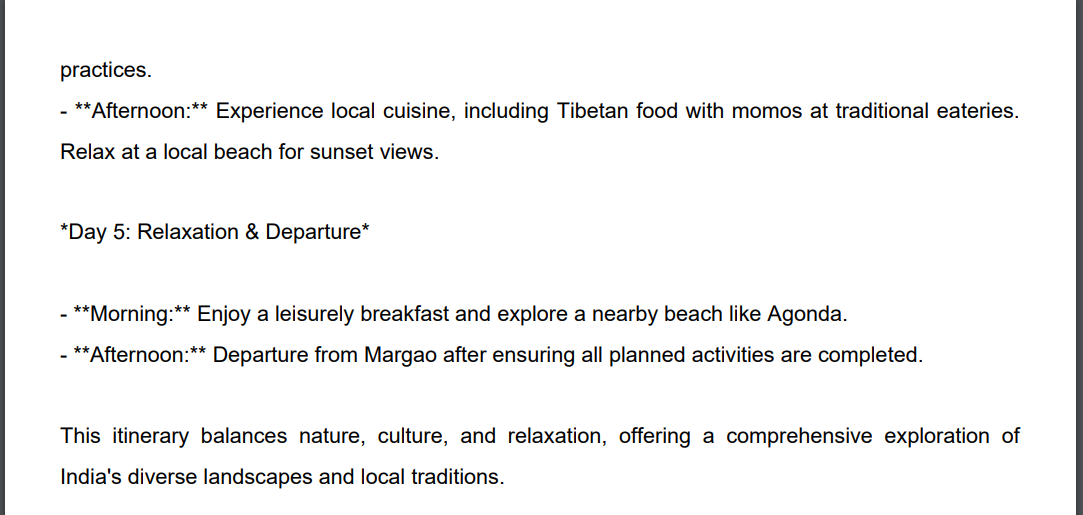 practices.
- **Afternoon:** Experience local cuisine, including Tibetan food with momos at traditional eateries.
Relax at a local beach for sunset views.
*Day 5: Relaxation & Departure*
- **Morning:** Enjoy a leisurely breakfast and explore a nearby beach like Agonda.
- **Afternoon:** Departure from Margao after ensuring all planned activities are completed.
This itinerary balances nature, culture, and relaxation, offering a comprehensive exploration of
India's diverse landscapes and local traditions.